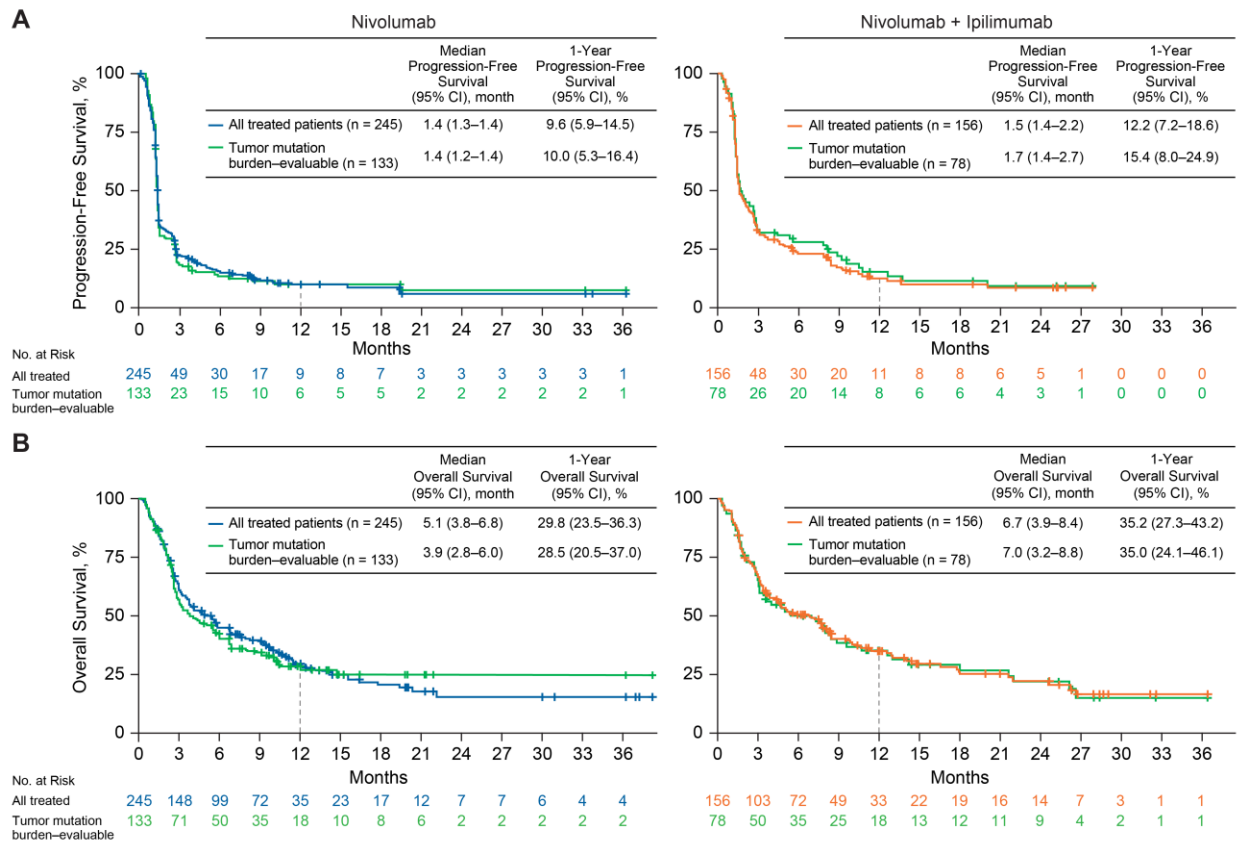 A
Nivolumab
Median
Progression-Free
Survival
(95% CI), month
1-Year
Progression-Free
Survival
(95% CI), %
All treated patients (n = 245) 1.4 (1.3–1.4) 9.6 (5.9–14.5)
Tumor mutation
burden–evaluable (n = 133) 1.4 (1.2–1.4) 10.0 (5.3–16.4)
Progression-Free Survival, %
100
75
50
25
0
0 3 6 9 12 15 18 21 24 27 30 33 36
Months
No. at Risk
All treated 245 49 30 17 9 8 7 3 3 3 3 3 1
Tumor mutation 133 23 15 10 6 5 5 2 2 2 2 2 1
burden–evaluable
Nivolumab + Ipilimumab
Median
Progression-Free
Survival
(95% CI), month
1-Year
Progression-Free
Survival
(95% CI), %
All treated patients (n = 156) 1.5 (1.4–2.2) 12.2 (7.2–18.6)
Tumor mutation
burden–evaluable (n = 78) 1.7 (1.4–2.7) 15.4 (8.0–24.9)
100
75
50
25
0
0 3 6 9 12 15 18 21 24 27 30 33 36
Months
156 48 30 20 11 8 8 6 5 1 0 0 0
78 26 20 14 8 6 6 4 3 1 0 0 0
B
Median
Overall Survival
(95% CI), month
1-Year
Overall Survival
(95% CI), %
All treated patients (n = 245) 5.1 (3.8–6.8) 29.8 (23.5–36.3)
Tumor mutation
burden–evaluable (n = 133) 3.9 (2.8–6.0) 28.5 (20.5–37.0)
Overall Survival, %
100
75
50
25
0
0 3 6 9 12 15 18 21 24 27 30 33 36
Months
No. at Risk
All treated 245 148 99 72 35 23 17 12 7 7 6 4 4
Tumor mutation 133 71 50 35 18 10 8 6 2 2 2 2 2
burden–evaluable
Median
Overall Survival
(95% CI), month
1-Year
Overall Survival
(95% CI), %
All treated patients (n = 156) 6.7 (3.9–8.4) 35.2 (27.3–43.2)
Tumor mutation
burden–evaluable (n = 78) 7.0 (3.2–8.8) 35.0 (24.1–46.1)
100
75
50
25
0
0 3 6 9 12 15 18 21 24 27 30 33 36
Months
156 103 72 49 33 22 19 16 14 7 3 1 1
78 50 35 25 18 13 12 11 9 4 2 1 1